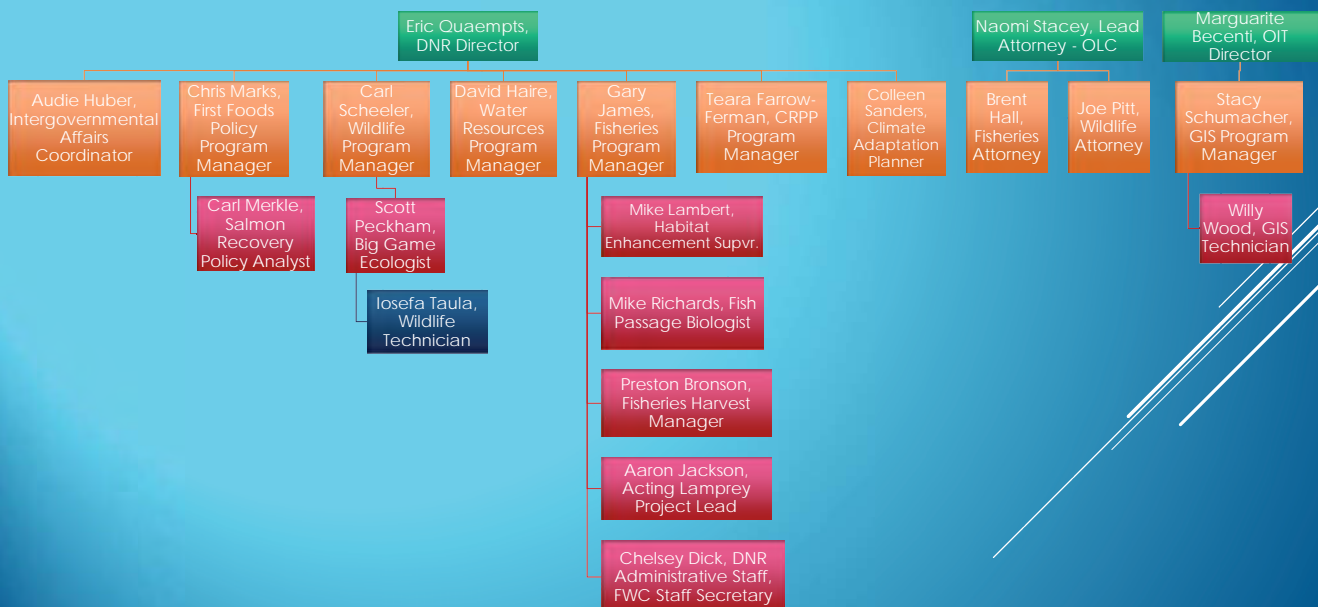 Eric Quaempts,
DNR Director
Naomi Stacey, Lead
Attorney - OLC
Marguarite
Becenti, OIT
Director
Audie Huber,
Intergovernmental
Affairs
Coordinator
Chris Marks,
First Foods
Policy
Program
Manager
Carl
Scheeler,
Wildlife
Program
Manager
David Haire,
Water
Resources
Program
Manager
Gary
James,
Fisheries
Program
Manager
Teara Farrow-
Ferman, CRPP
Program
Manager
Colleen
Sanders,
Climate
Adaptation
Planner
Brent
Hall,
Fisheries
Attorney
Joe Pitt,
Wildlife
Attorney
Stacy
Schumacher,
GIS Program
Manager
Carl Merkle,
Salmon
Recovery
Policy Analyst
Scott
Peckham,
Big Game
Ecologist
Iosefa Taula,
Wildlife
Technician
Mike Lambert,
Habitat
Enhancement Supvr.
Mike Richards, Fish
Passage Biologist
Preston Bronson,
Fisheries Harvest
Manager
Aaron Jackson,
Acting Lamprey
Project Lead
Chelsey Dick, DNR
Administrative Staff,
FWC Staff Secretary
Willy
Wood, GIS
Technician